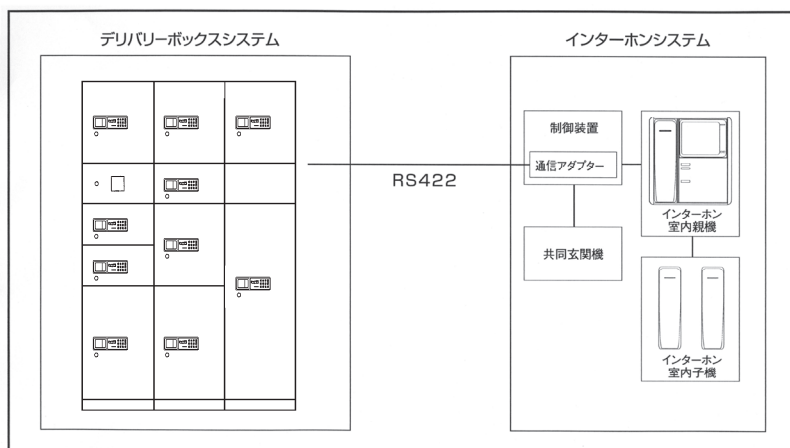 デリバリーボックスシステム
インターホンシステム
制御装置
通信アダプター
RS422
共同玄関機
インターホン
室内親機
インターホン
室内子機